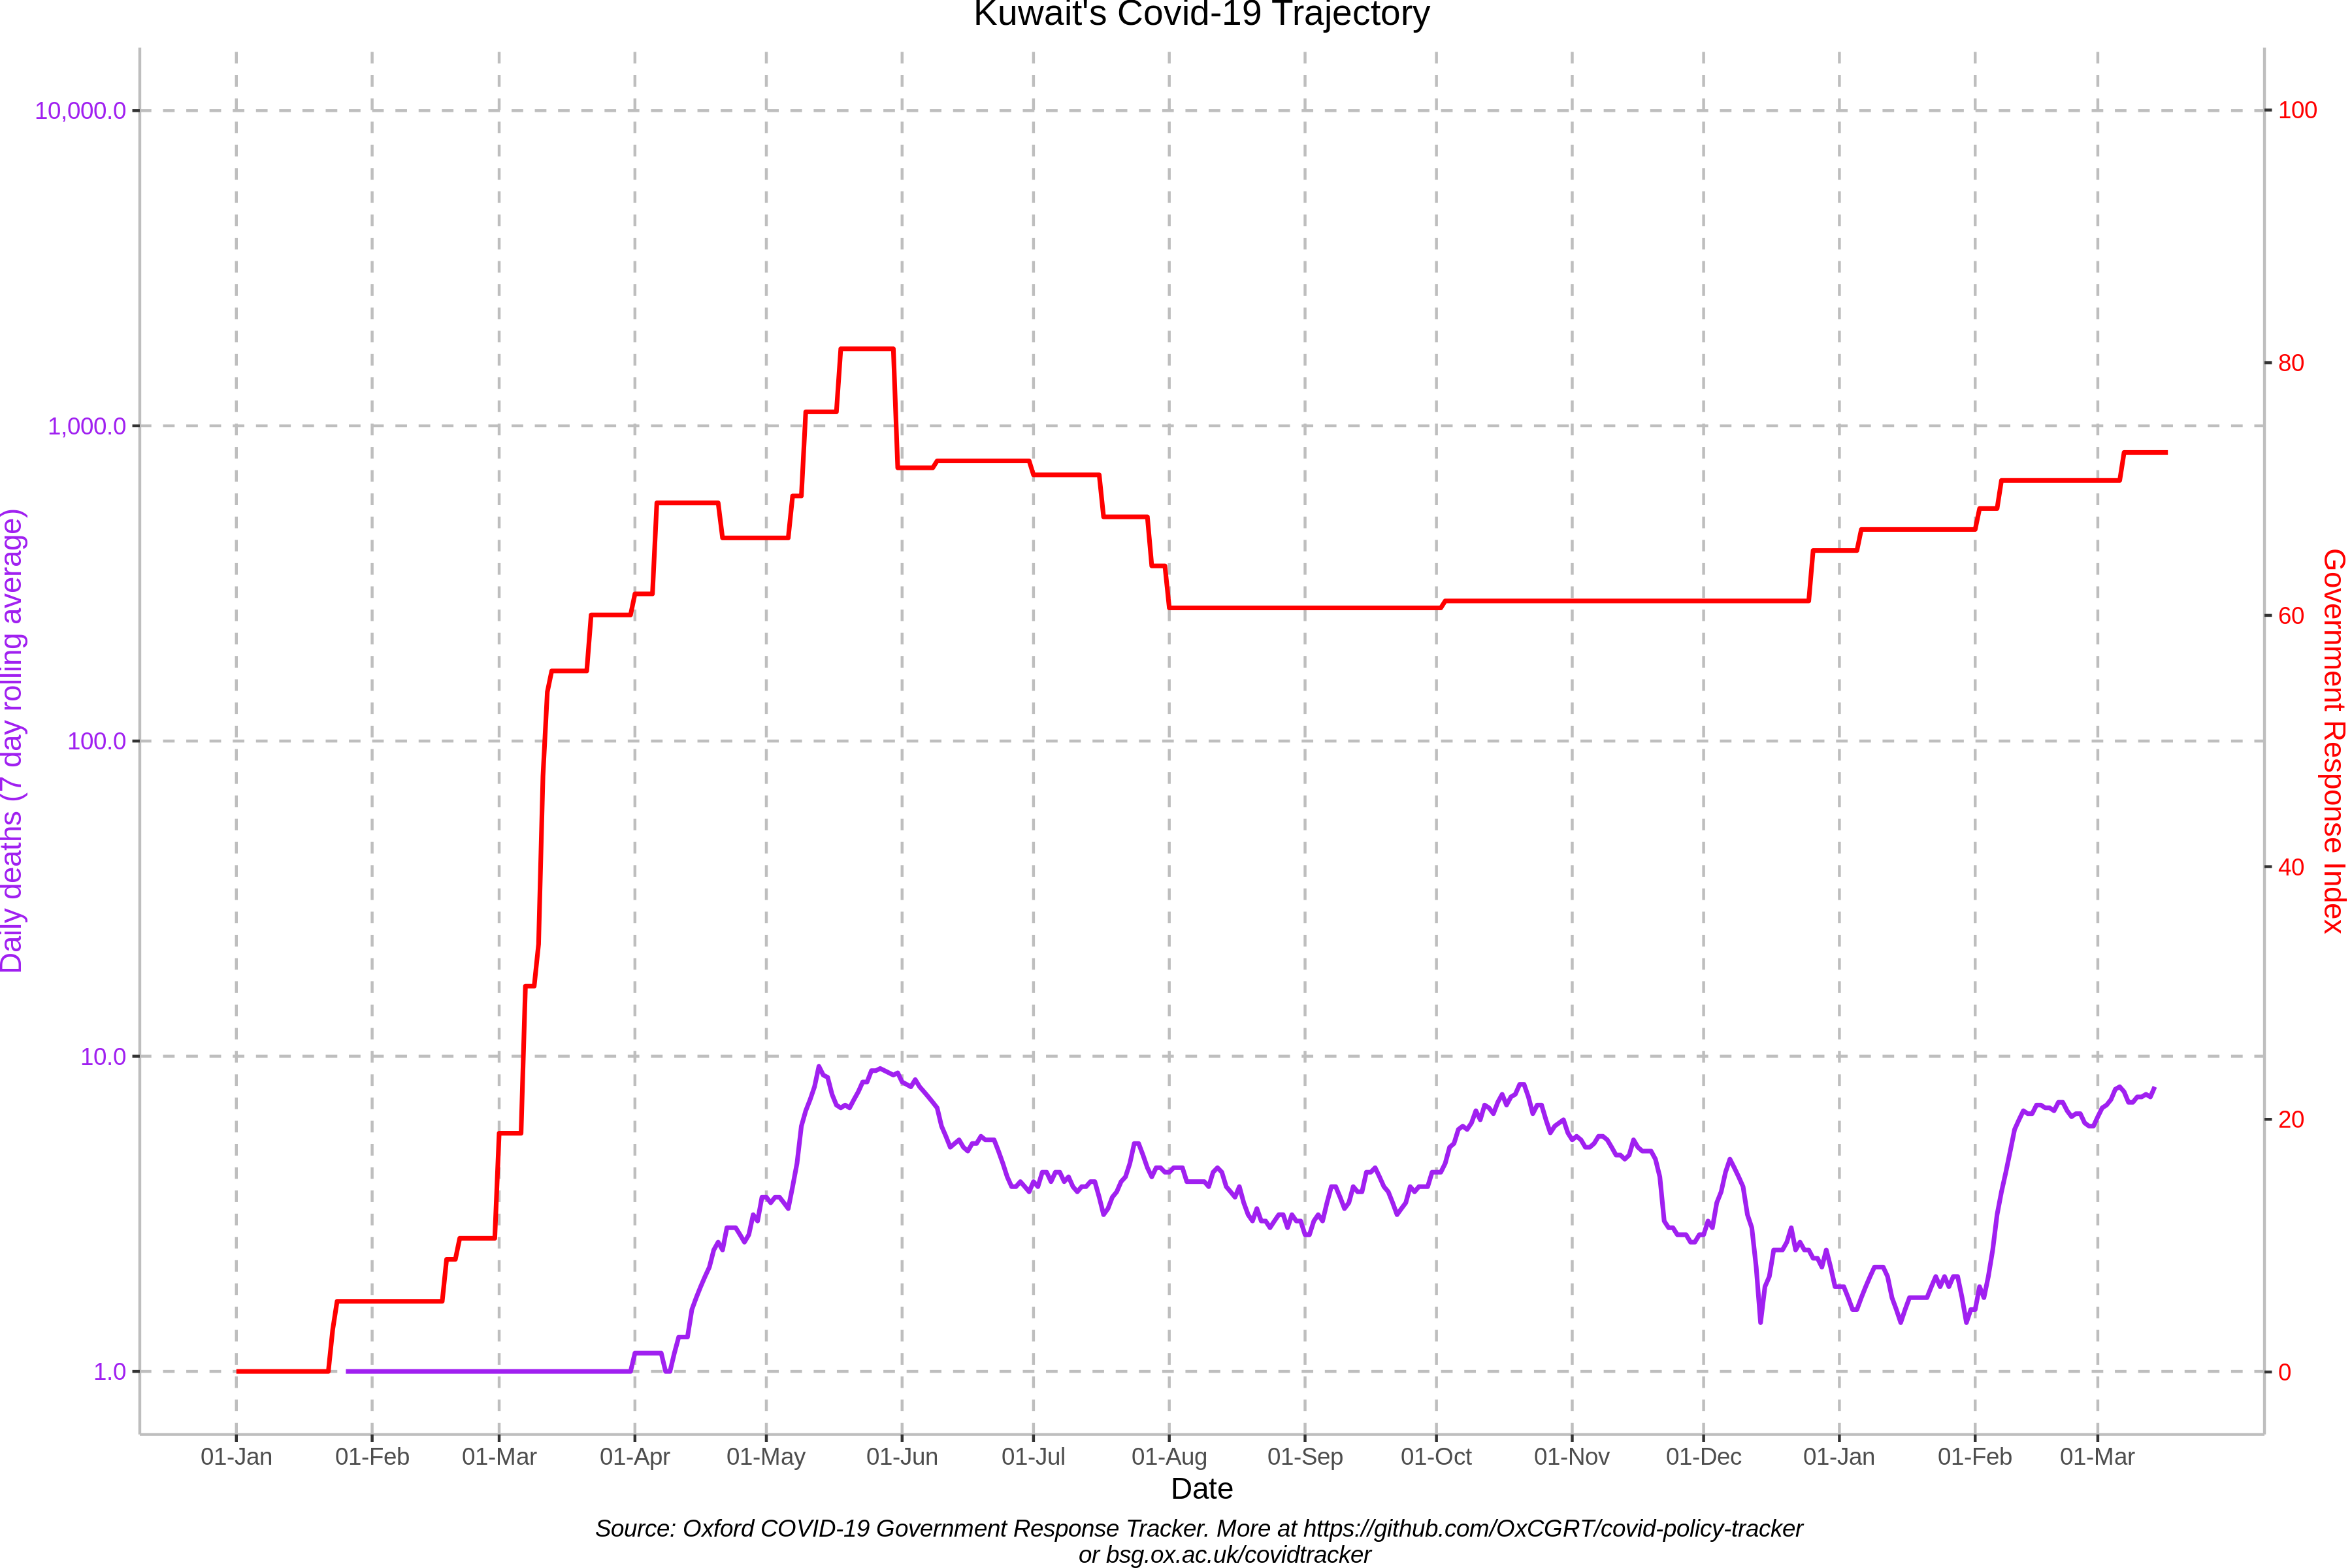 Kuwait's Covid-19 Trajectory
10,000.0
1,000.0
100.0
10.0
1.0
Daily deaths (7 day rolling average)
100
80
60
40
20
0
Government Response Index
01-Jan 01-Feb 01-Mar 01-Apr 01-May 01-Jun 01-Jul 01-Aug 01-Sep 01-Oct 01-Nov 01-Dec 01-Jan 01-Feb 01-Mar
Date
Source: Oxford COVID-19 Government Response Tracker. More at https://github.com/OxCGRT/covid-policy-tracker
or bsg.ox.ac.uk/covidtracker